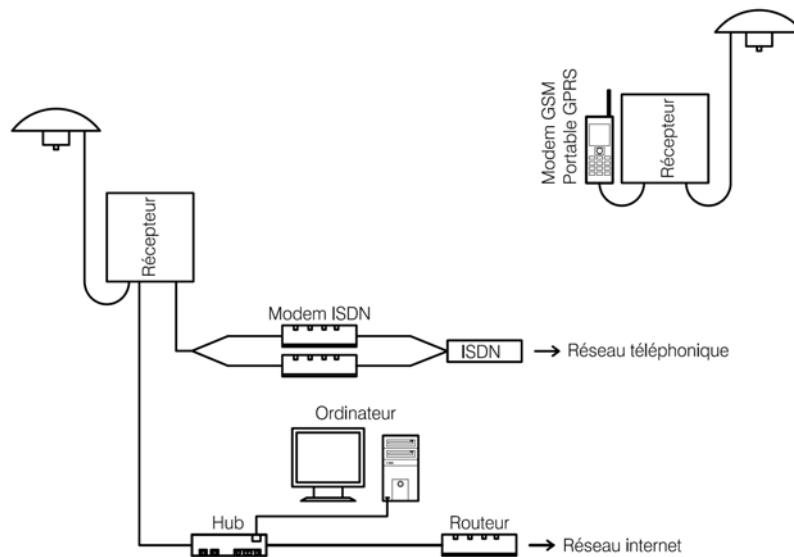 Modem GSM
Portable GPRS
Récepteur
Récepteur
Modem ISDN
ISDN
Réseau téléphonique
Ordinateur
Hub
Routeur
Réseau internet